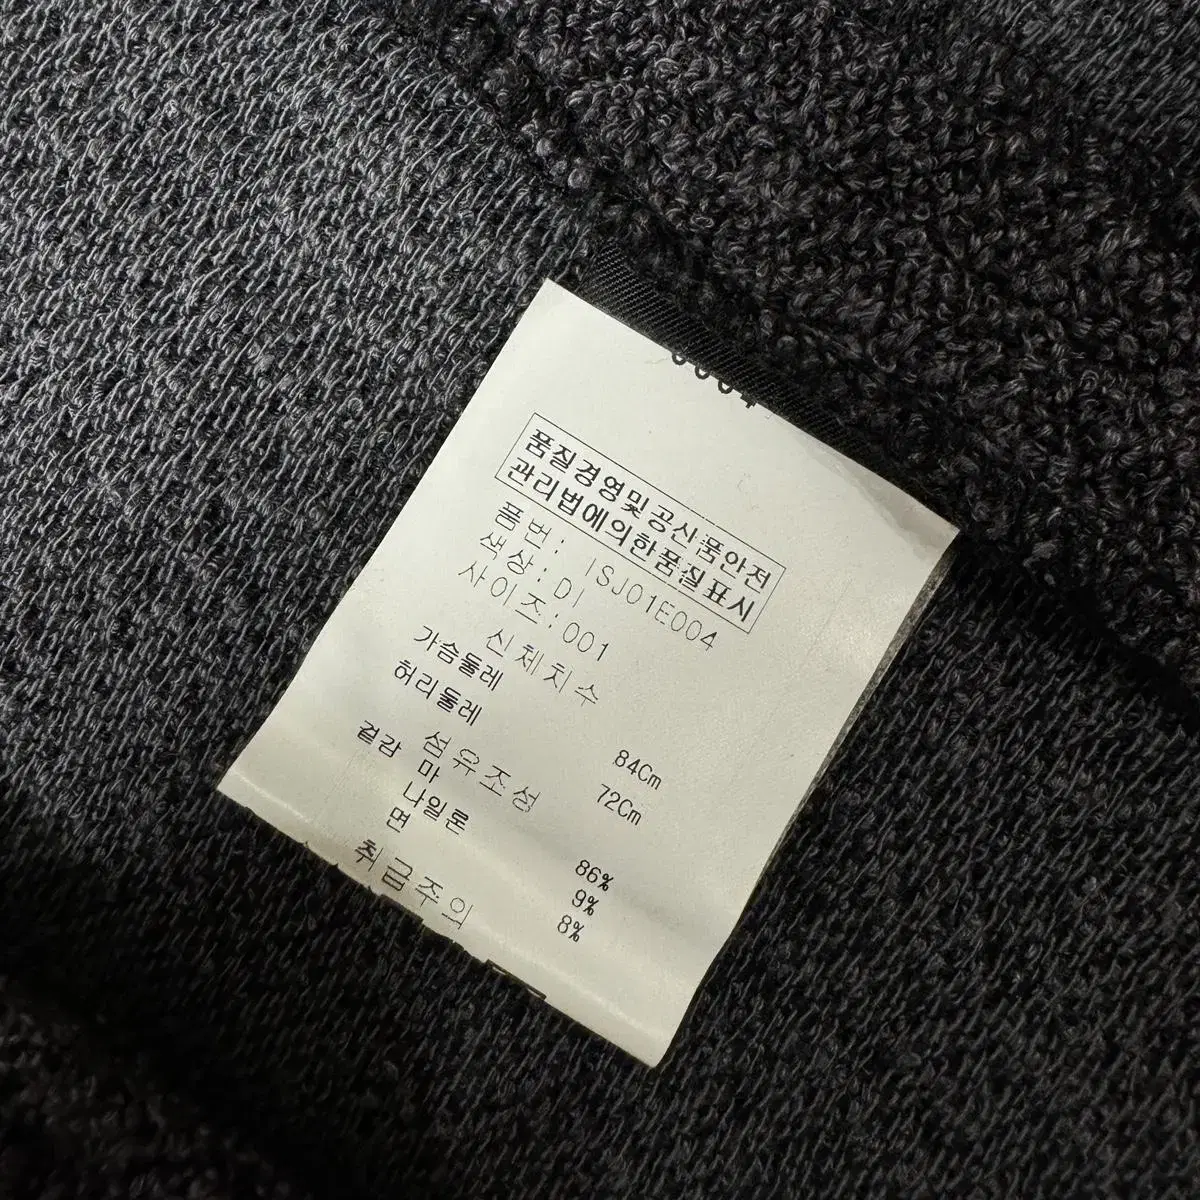 품질경영및공산품안전
관리법에의한품질표시
품번: ISJ01E004
색상: DI
사이즈: 001
신체치수
가슴둘레 84Cm
허리둘레 72Cm
섬유조성
겉감
마 86%
나일론 9%
면 8%
취급주의